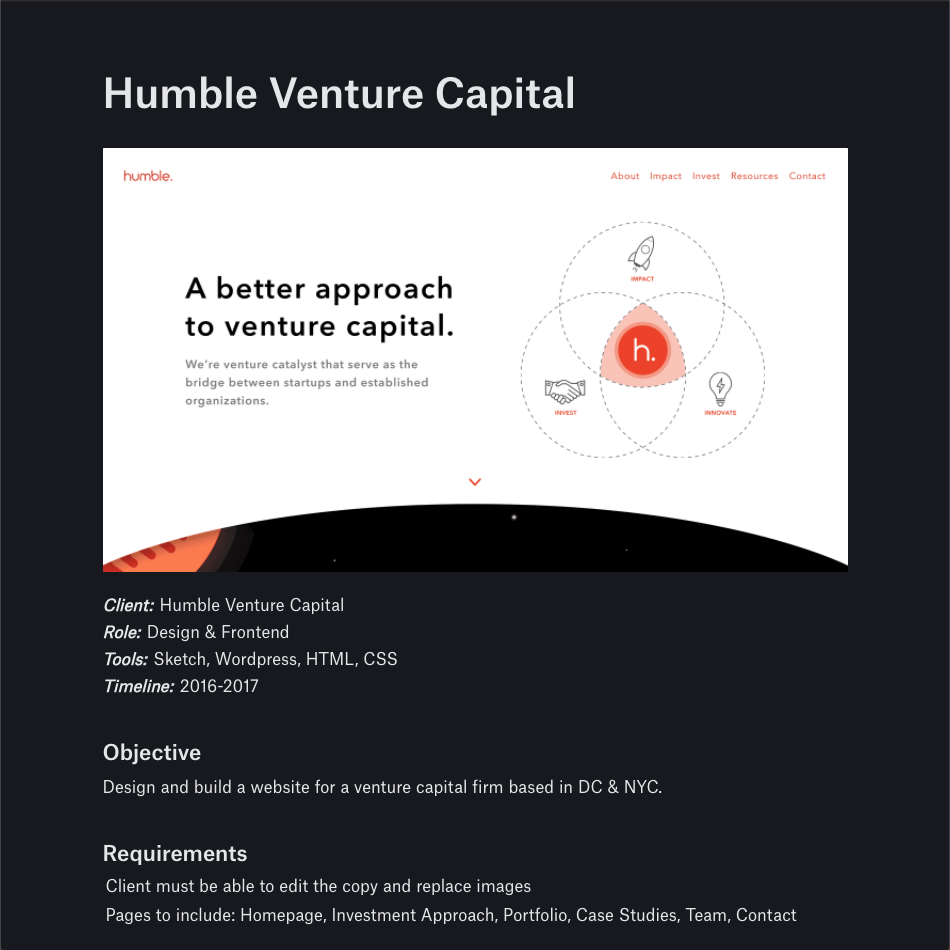 Humble Venture Capital
humble.
About Impact Invest Resources Contact
IMPACT
A better approach
to venture capital.
h.
We're venture catalyst that serve as the
bridge between startups and established
organizations.
INVEST
INNOVATE
Client: Humble Venture Capital
Role: Design & Frontend
Tools: Sketch, Wordpress, HTML, CSS
Timeline: 2016-2017
Objective
Design and build a website for a venture capital firm based in DC & NYC.
Requirements
Client must be able to edit the copy and replace images
Pages to include: Homepage, Investment Approach, Portfolio, Case Studies, Team, Contact